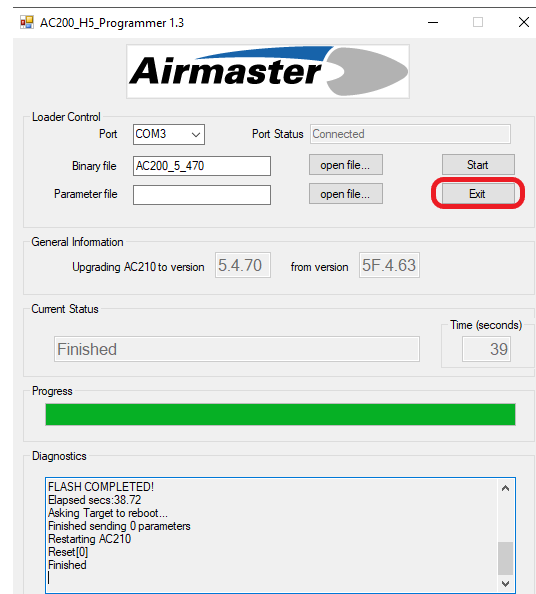 AC200_H5_Programmer 1.3
Airmaster
Loader Control
Port COM3 Port Status Connected
Binary file AC200_5_470 open file... Start
Parameter file open file... Exit
General Information
Upgrading AC210 to version 5.4.70 from version 5F.4.63
Current Status
Time (seconds)
Finished 39
Progress
Diagnostics
FLASH COMPLETED!
Elapsed secs:38.72
Asking Target to reboot...
Finished sending 0 parameters
Restarting AC210
Reset[0]
Finished